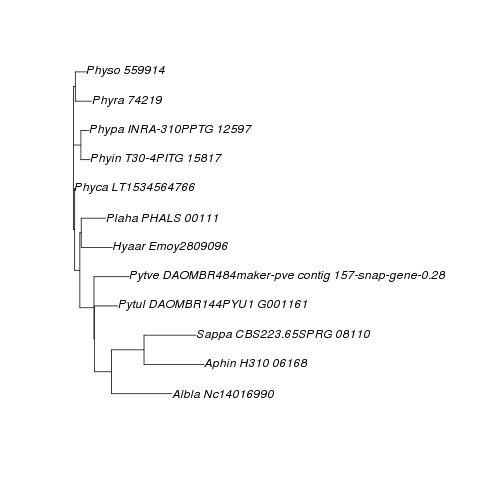 Physo 559914
Phyra 74219
Phypa INRA-310PPTG 12597
Phyin T30-4PITG 15817
Phyca LT1534564766
Plaha PHALS 00111
Hyaar Emoy2809096
Pytve DAOMBR484maker-pve contig 157-snap-gene-0.28
Pytul DAOMBR144PYU1 G001161
Sappa CBS223.65SPRG 08110
Aphin H310 06168
Albla Nc14016990